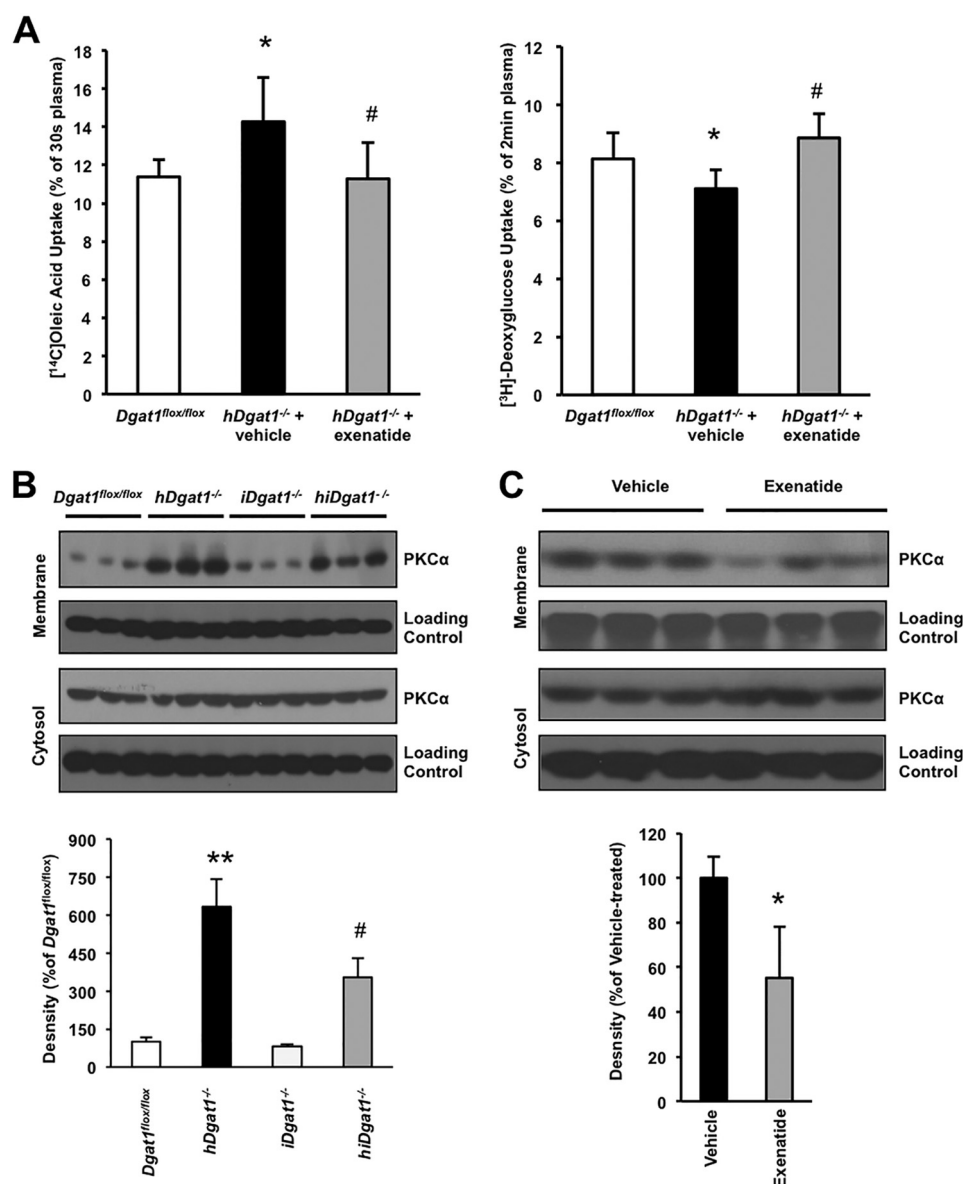 A
[¹⁴C]Oleic Acid Uptake (% of 30s plasma)
18
16
14
12
10
8
6
4
2
0
*
#
Dgat1flox/flox
hDgat1-/- +
vehicle
hDgat1-/- +
exenatide
[³H]-Deoxyglucose Uptake (% of 2min plasma)
12
10
8
6
4
2
0
*
#
Dgat1flox/flox
hDgat1-/- +
vehicle
hDgat1-/- +
exenatide
B
Dgat1flox/flox
hDgat1-/-
iDgat1-/-
hiDgat1-/-
Membrane
PKCα
Loading
Control
Cytosol
PKCα
Loading
Control
Desnsity (%of Dgat1flox/flox)
900
750
600
450
300
150
0
**
#
Dgat1flox/flox
hDgat1-/-
iDgat1-/-
hiDgat1-/-
C
Vehicle
Exenatide
Membrane
PKCα
Loading
Control
Cytosol
PKCα
Loading
Control
Desnsity (%of Vehicle-treated)
120
100
80
60
40
20
0
*
Vehicle
Exenatide